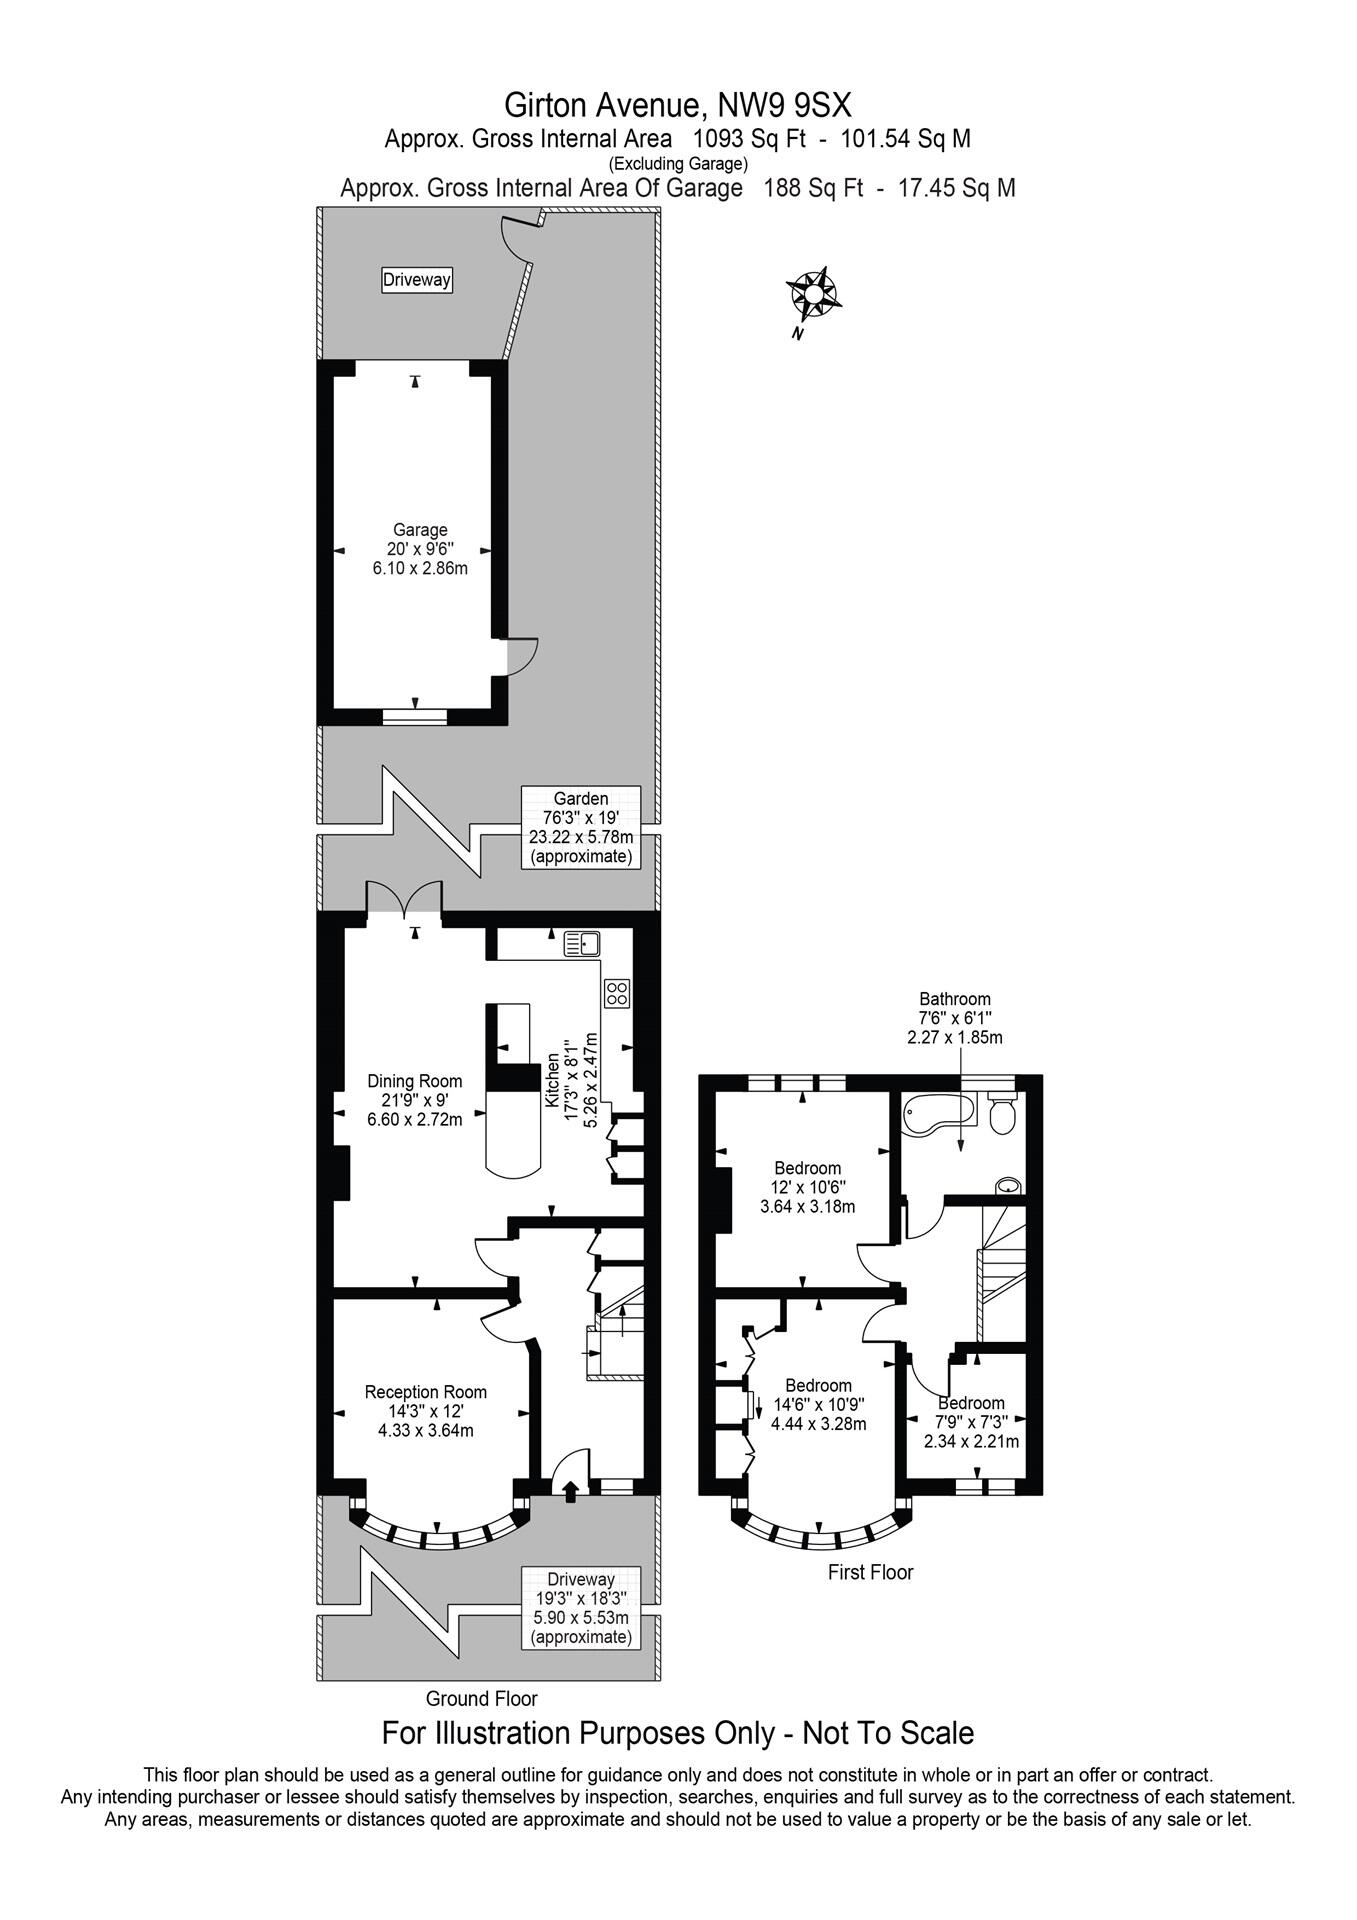 Girton Avenue, NW9 9SX
Approx. Gross Internal Area 1093 Sq Ft - 101.54 Sq M
(Excluding Garage)
Approx. Gross Internal Area Of Garage 188 Sq Ft - 17.45 Sq M
Driveway
N
Garage
20' x 9'6"
6.10 x 2.86m
Garden
76'3" x 19'
23.22 x 5.78m
(approximate)
Dining Room
21'9" x 9'
6.60 x 2.72m
Kitchen
17'3" x 8'1"
5.26 x 2.47m
Reception Room
14'3" x 12'
4.33 x 3.64m
Driveway
19'3" x 18'3"
5.90 x 5.53m
(approximate)
Ground Floor
Bathroom
7'6" x 6'1"
2.27 x 1.85m
Bedroom
12' x 10'6"
3.64 x 3.18m
Bedroom
14'6" x 10'9"
4.44 x 3.28m
Bedroom
7'9" x 7'3"
2.34 x 2.21m
First Floor
For Illustration Purposes Only - Not To Scale
This floor plan should be used as a general outline for guidance only and does not constitute in whole or in part an offer or contract.
Any intending purchaser or lessee should satisfy themselves by inspection, searches, enquiries and full survey as to the correctness of each statement.
Any areas, measurements or distances quoted are approximate and should not be used to value a property or be the basis of any sale or let.